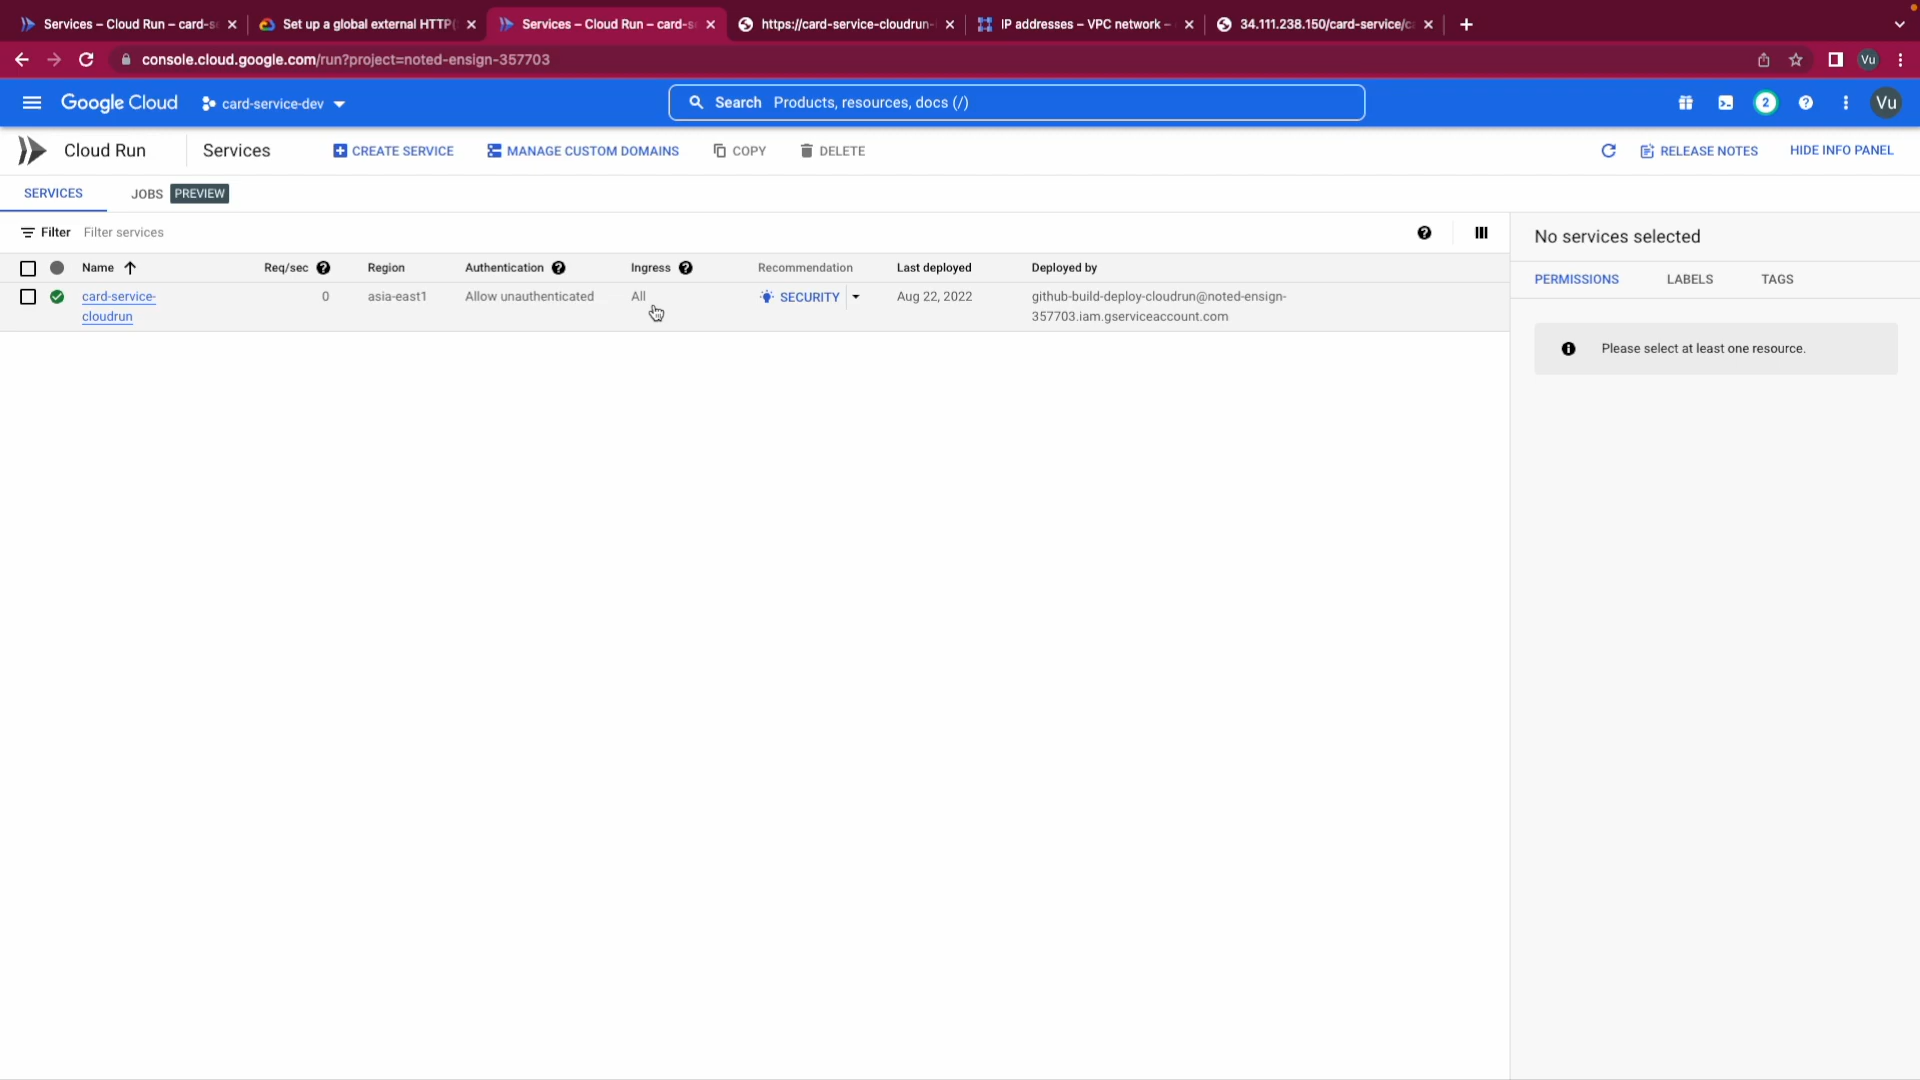 Services – Cloud Run – card-s
Set up a global external HTTP(
Services – Cloud Run – card-s
https://card-service-cloudrun-
IP addresses – VPC network –
34.111.238.150/card-service/c
console.cloud.google.com/run?project=noted-ensign-357703
Vu
Google Cloud
card-service-dev
Search Products, resources, docs (/)
2
Vu
Cloud Run
Services
CREATE SERVICE
MANAGE CUSTOM DOMAINS
COPY
DELETE
RELEASE NOTES
HIDE INFO PANEL
SERVICES
JOBS PREVIEW
Filter Filter services
Name Req/sec Region Authentication Ingress Recommendation Last deployed Deployed by
card-service- 0 asia-east1 Allow unauthenticated All SECURITY Aug 22, 2022 github-build-deploy-cloudrun@noted-ensign-
cloudrun 357703.iam.gserviceaccount.com
No services selected
PERMISSIONS LABELS TAGS
Please select at least one resource.